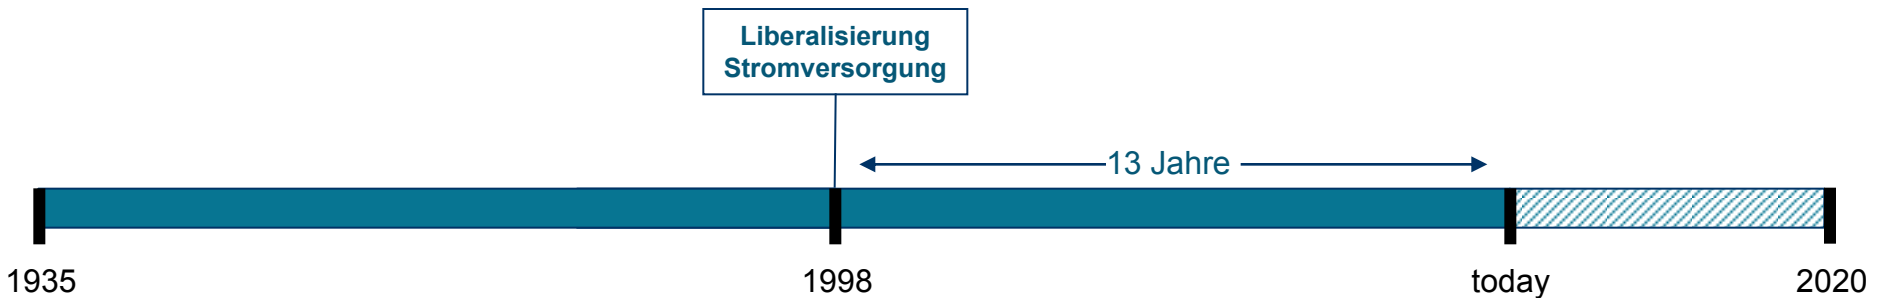 Liberalisierung
Stromversorgung
13 Jahre
1935
1998
today
2020